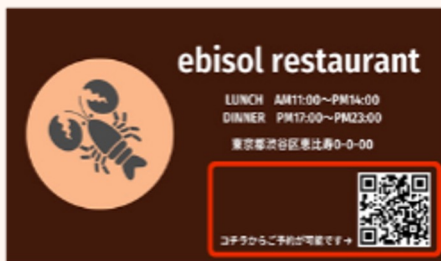 ebisol restaurant
LUNCH AM11:00〜PM14:00
DINNER PM17:00〜PM23:00
東京都渋谷区恵比寿0-0-00
コチラからご予約が可能です→